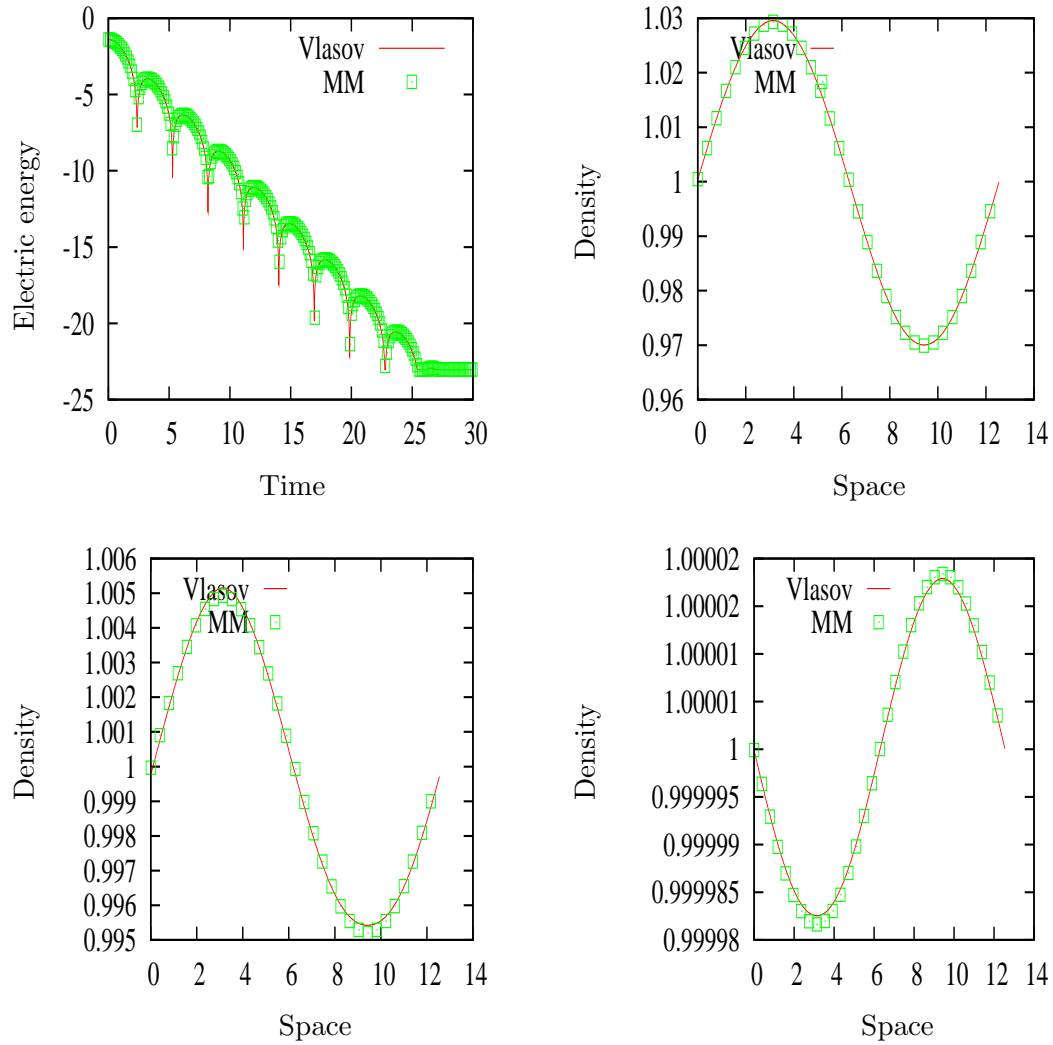 0
-5
-10
-15
-20
-25
0 5 10 15 20 25 30
Electric energy
Time
Vlasov
MM
1.03
1.02
1.01
1
0.99
0.98
0.97
0.96
0 2 4 6 8 10 12 14
Density
Space
Vlasov
MM
1.006
1.005
1.004
1.003
1.002
1.001
1
0.999
0.998
0.997
0.996
0.995
0 2 4 6 8 10 12 14
Density
Space
Vlasov
MM
1.00002
1.00002
1.00001
1.00001
1
0.999995
0.99999
0.999985
0.99998
0 2 4 6 8 10 12 14
Density
Space
Vlasov
MM